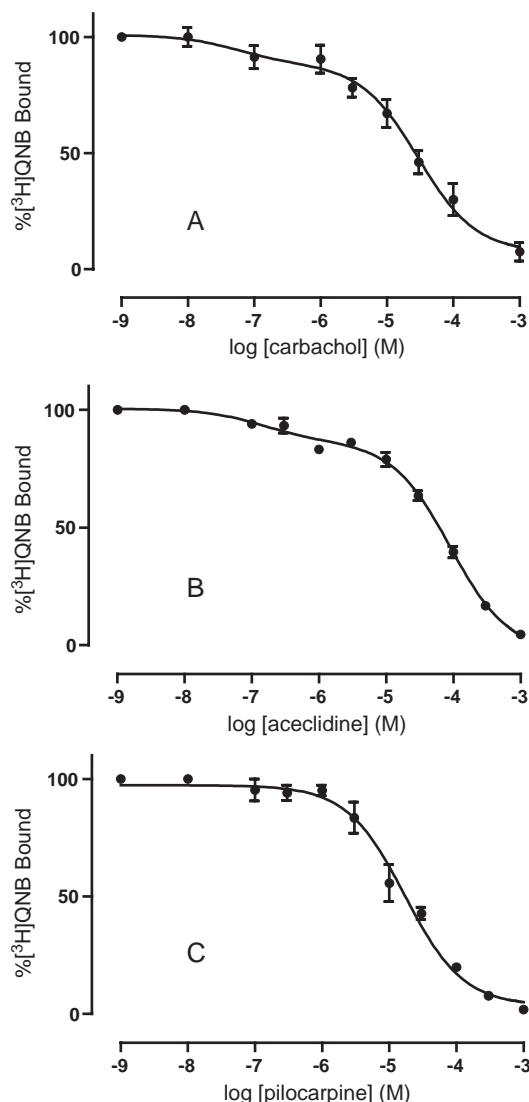 100
50
0
%[³H]QNB Bound
A
-9 -8 -7 -6 -5 -4 -3
log [carbachol] (M)
100
50
0
%[³H]QNB Bound
B
-9 -8 -7 -6 -5 -4 -3
log [aceclidine] (M)
100
50
0
%[³H]QNB Bound
C
-9 -8 -7 -6 -5 -4 -3
log [pilocarpine] (M)